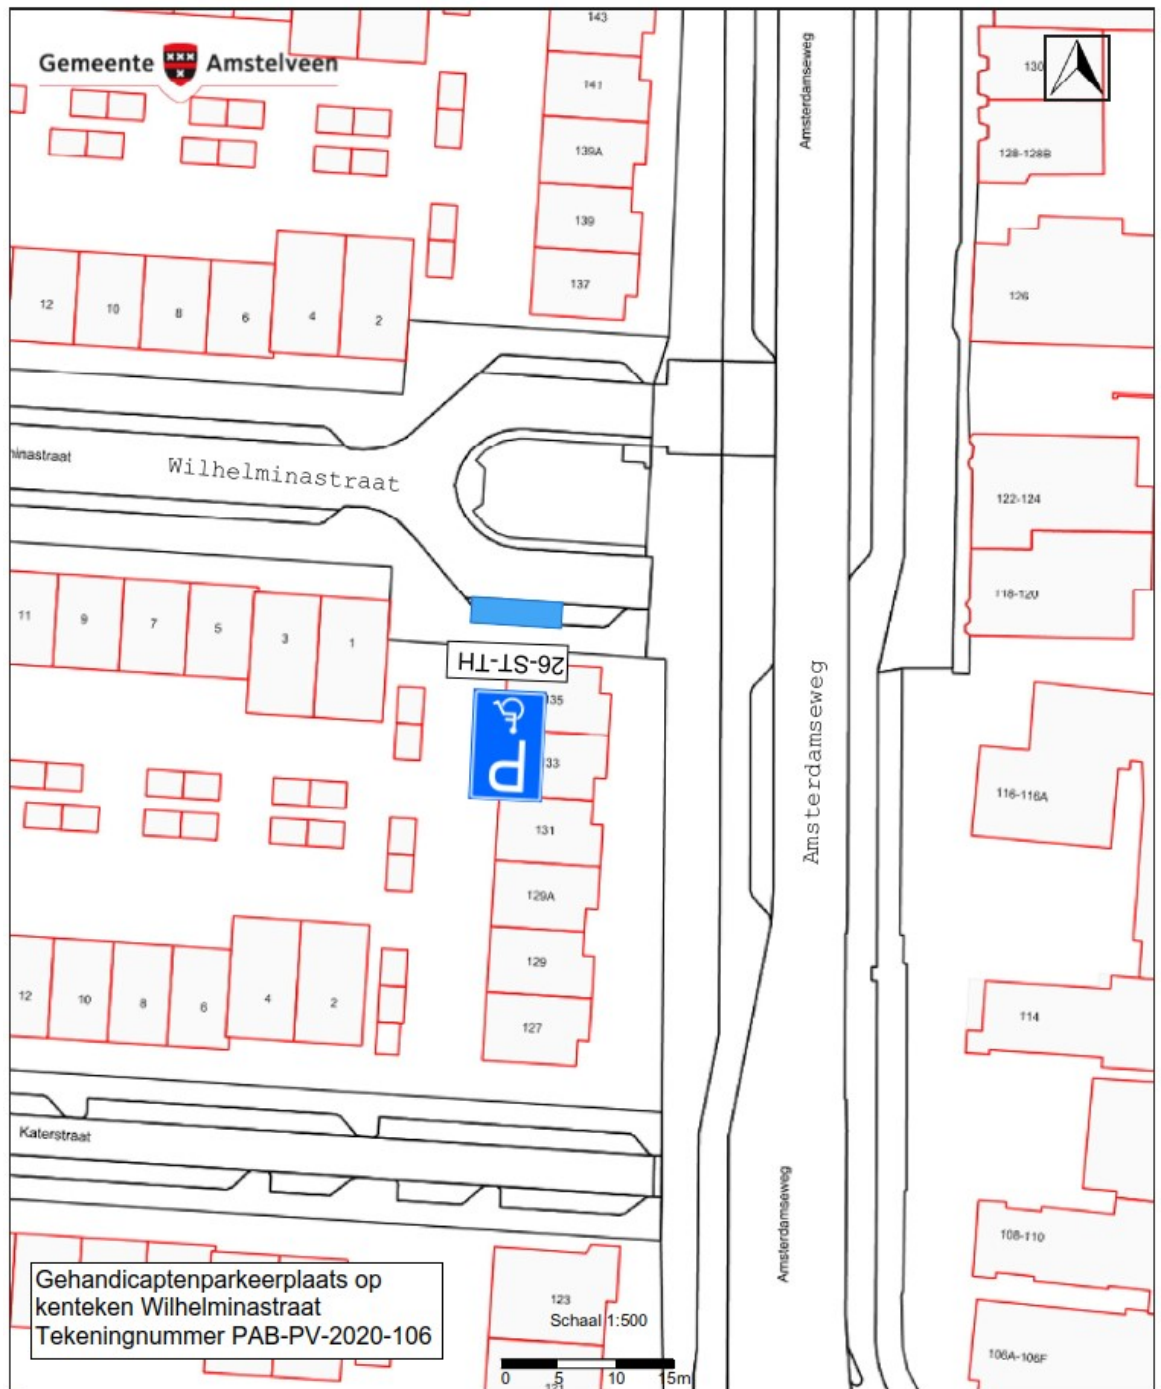 143
Gemeente Amstelveen
Amsterdamseweg
130
141
139A
128-128B
139
137
126
12
10
8
6
4
2
Wilhelminastraat
122-124
118-120
11
9
7
5
3
1
26-ST-TH
135
133
P
Amsterdamseweg
116-116A
131
129A
129
127
12
10
8
6
4
2
114
Katerstraat
Amsterdamseweg
108-110
Gehandicaptenparkeerplaats op
kenteken Wilhelminastraat
Tekeningnummer PAB-PV-2020-106
123
Schaal 1:500
106A-106F
0 5 10 15m
121